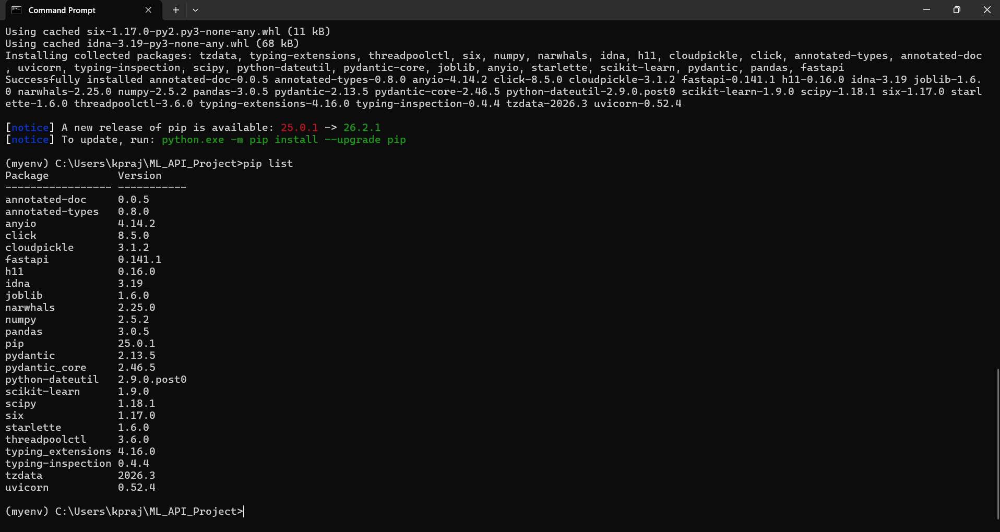 Command Prompt
Using cached six-1.17.0-py2.py3-none-any.whl (11 kB)
Using cached idna-3.19-py3-none-any.whl (68 kB)
Installing collected packages: tzdata, typing-extensions, threadpoolctl, six, numpy, narwhals, idna, h11, cloudpickle, click, annotated-types, annotated-doc
, uvicorn, typing-inspection, scipy, python-dateutil, pydantic-core, joblib, anyio, starlette, scikit-learn, pydantic, pandas, fastapi
Successfully installed annotated-doc-0.0.5 annotated-types-0.8.0 anyio-4.14.2 click-8.5.0 cloudpickle-3.1.2 fastapi-0.141.1 h11-0.16.0 idna-3.19 joblib-1.6.
0 narwhals-2.25.0 numpy-2.5.2 pandas-3.0.5 pydantic-2.13.5 pydantic-core-2.46.5 python-dateutil-2.9.0.post0 scikit-learn-1.9.0 scipy-1.18.1 six-1.17.0 starl
ette-1.6.0 threadpoolctl-3.6.0 typing-extensions-4.16.0 typing-inspection-0.4.4 tzdata-2026.3 uvicorn-0.52.4
[notice] A new release of pip is available: 25.0.1 -> 26.2.1
[notice] To update, run: python.exe -m pip install --upgrade pip
(myenv) C:\Users\kpraj\ML_API_Project>pip list
Package           Version
----------------- -----------
annotated-doc     0.0.5
annotated-types   0.8.0
anyio             4.14.2
click             8.5.0
cloudpickle       3.1.2
fastapi           0.141.1
h11               0.16.0
idna              3.19
joblib            1.6.0
narwhals          2.25.0
numpy             2.5.2
pandas            3.0.5
pip               25.0.1
pydantic          2.13.5
pydantic_core     2.46.5
python-dateutil   2.9.0.post0
scikit-learn      1.9.0
scipy             1.18.1
six               1.17.0
starlette         1.6.0
threadpoolctl     3.6.0
typing_extensions 4.16.0
typing-inspection 0.4.4
tzdata            2026.3
uvicorn           0.52.4
(myenv) C:\Users\kpraj\ML_API_Project>